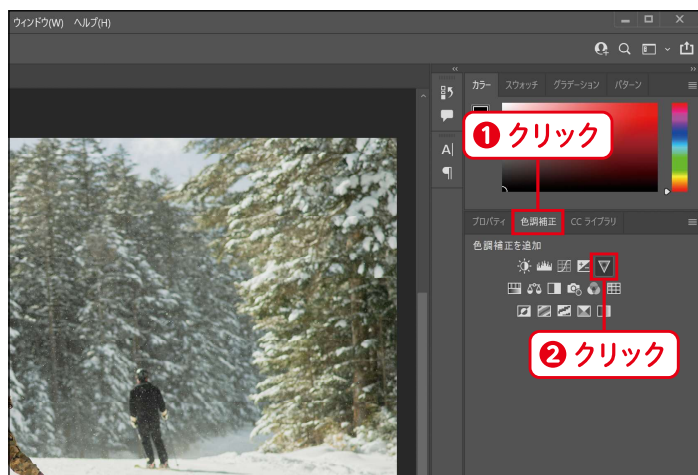 ウィンドウ(W) ヘルプ(H)
カラー スウォッチ グラデーション パターン
❶ クリック
A|
プロパティ 色調補正 CC ライブラリ
色調補正を追加
❷ クリック